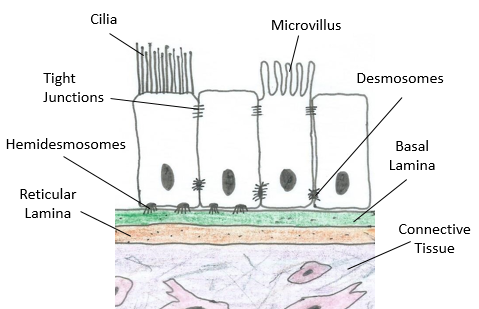 Cilia
Microvillus
Tight
Junctions
Desmosomes
Hemidesmosomes
Basal
Lamina
Reticular
Lamina
Connective
Tissue